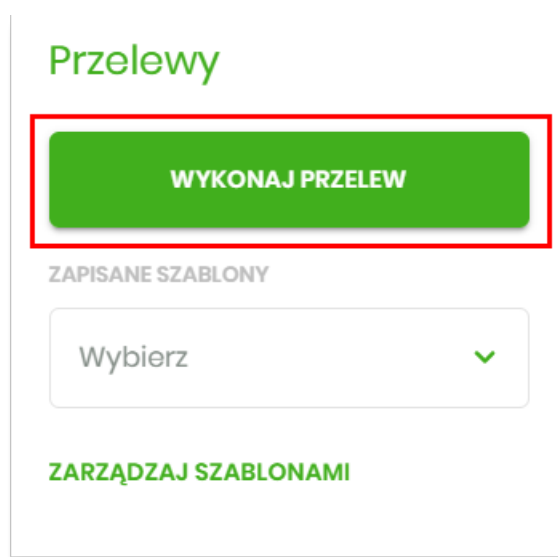 Przelewy
WYKONAJ PRZELEW
ZAPISANE SZABLONY
Wybierz
ZARZĄDZAJ SZABLONAMI